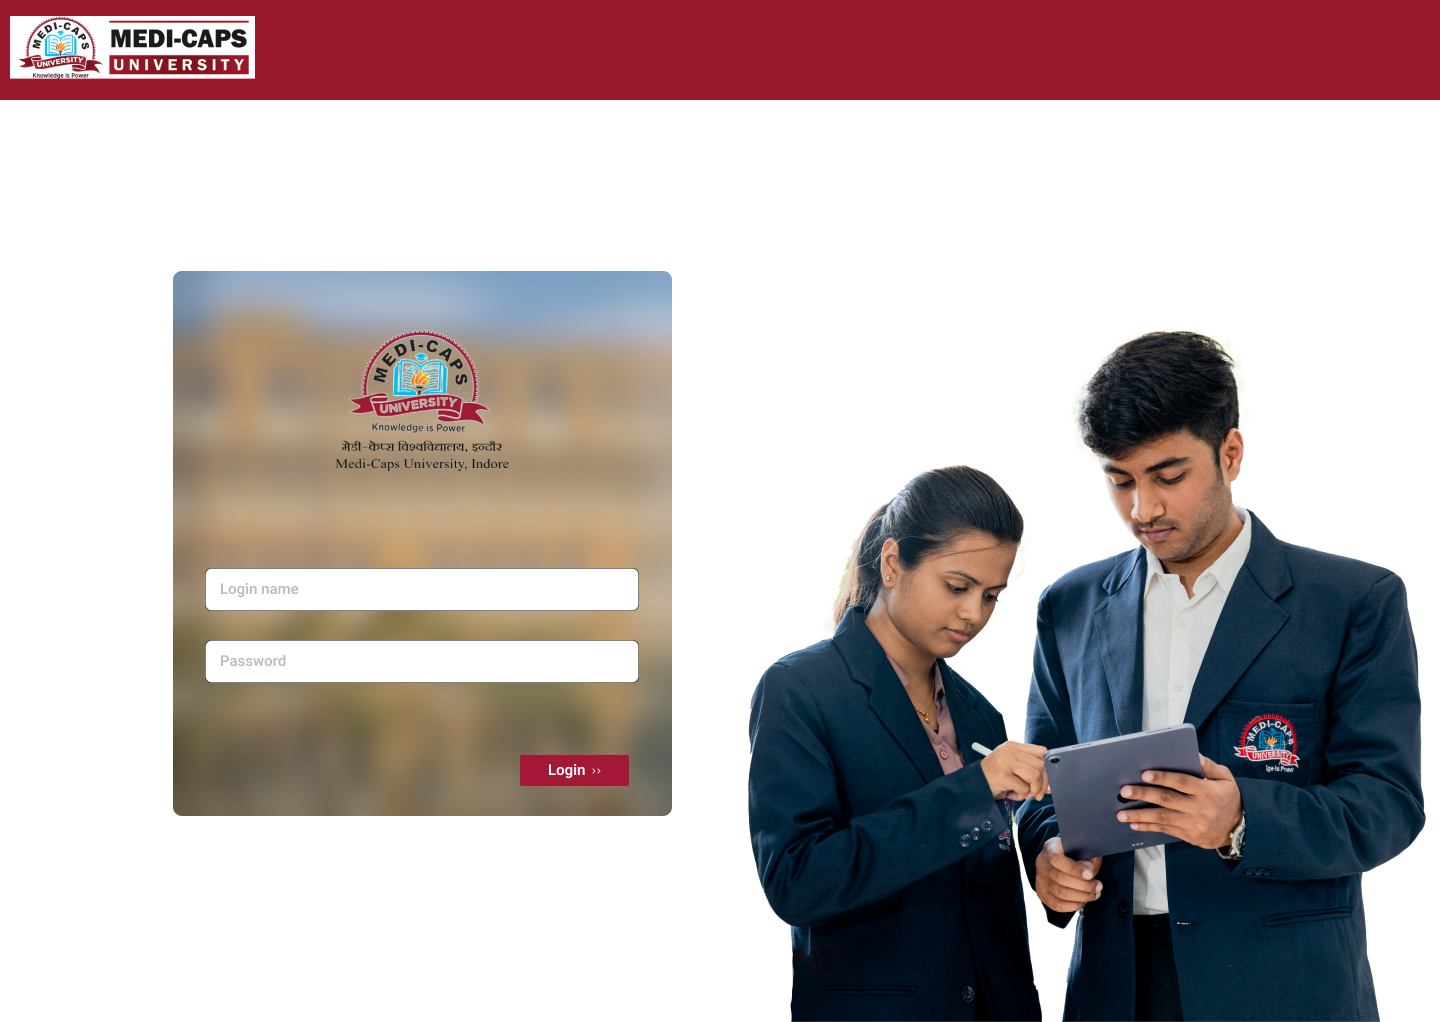 MEDI-CAPS
UNIVERSITY
Knowledge is Power
MEDI-CAPS
UNIVERSITY
MEDI-CAPS
UNIVERSITY
Knowledge is Power
मेडी-केप्स विश्वविद्यालय, इन्दौर
Medi-Caps University, Indore
Login name
Password
Login ››
MEDI-CAPS
UNIVERSITY